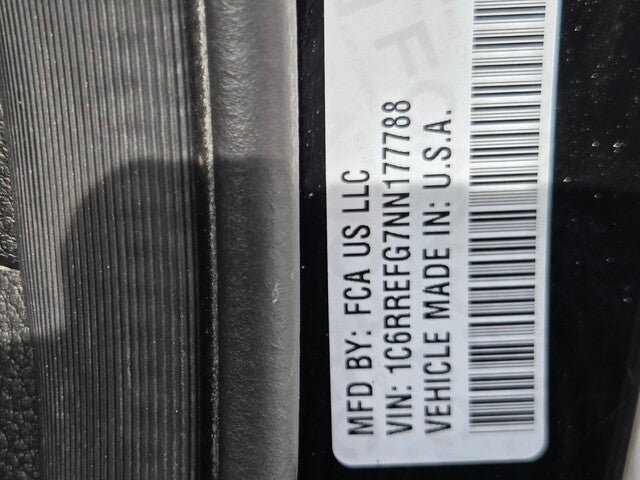 MFD BY: FCA US LLC
VIN: 1C6RREFG7NN177788
VEHICLE MADE IN: U.S.A.